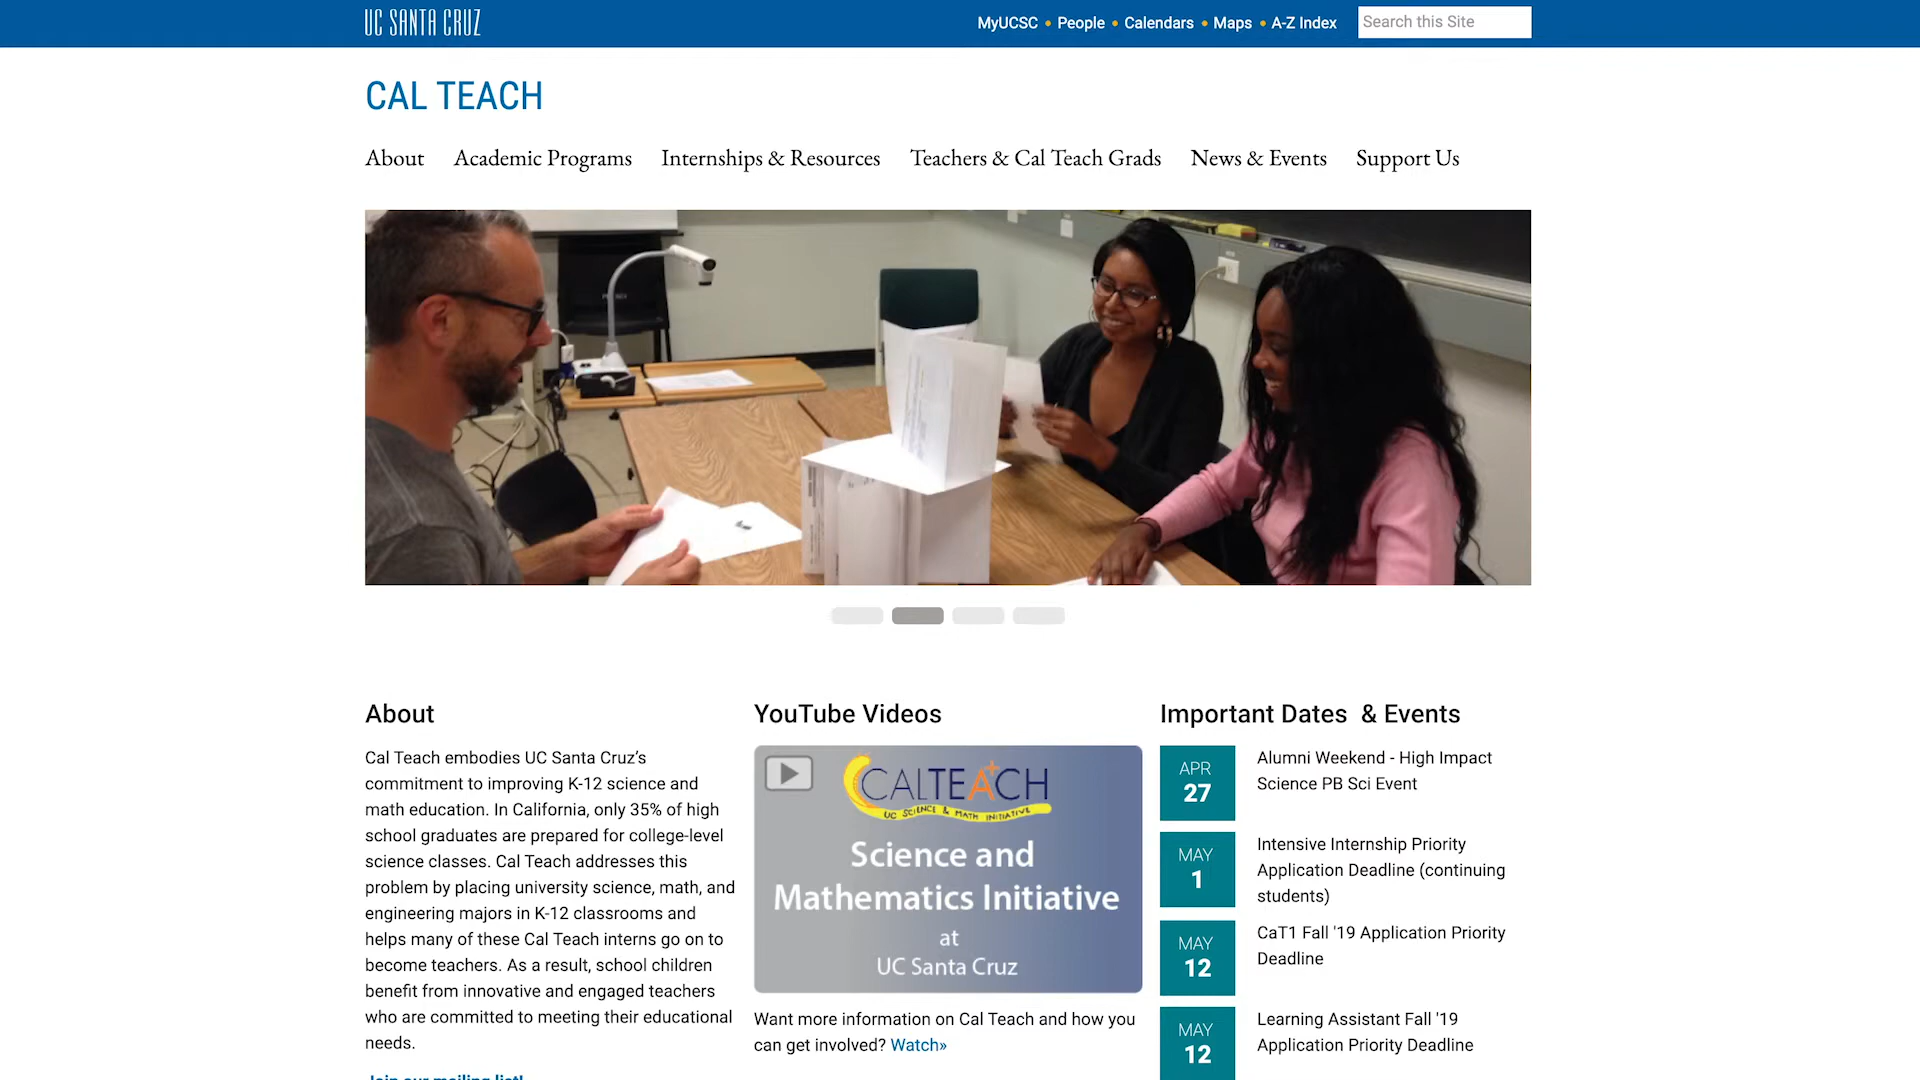 UC SANTA CRUZ
MyUCSC • People • Calendars • Maps • A-Z Index
Search this Site
CAL TEACH
About Academic Programs Internships & Resources Teachers & Cal Teach Grads News & Events Support Us
About
Cal Teach embodies UC Santa Cruz’s
commitment to improving K-12 science and
math education. In California, only 35% of high
school graduates are prepared for college-level
science classes. Cal Teach addresses this
problem by placing university science, math, and
engineering majors in K-12 classrooms and
helps many of these Cal Teach interns go on to
become teachers. As a result, school children
benefit from innovative and engaged teachers
who are committed to meeting their educational
needs.
Join our mailing list!
YouTube Videos
CALTEACH
UC SCIENCE & MATH INITIATIVE
Science and
Mathematics Initiative
at
UC Santa Cruz
Want more information on Cal Teach and how you
can get involved? Watch»
Important Dates & Events
APR
27
Alumni Weekend - High Impact
Science PB Sci Event
MAY
1
Intensive Internship Priority
Application Deadline (continuing
students)
MAY
12
CaT1 Fall '19 Application Priority
Deadline
MAY
12
Learning Assistant Fall '19
Application Priority Deadline